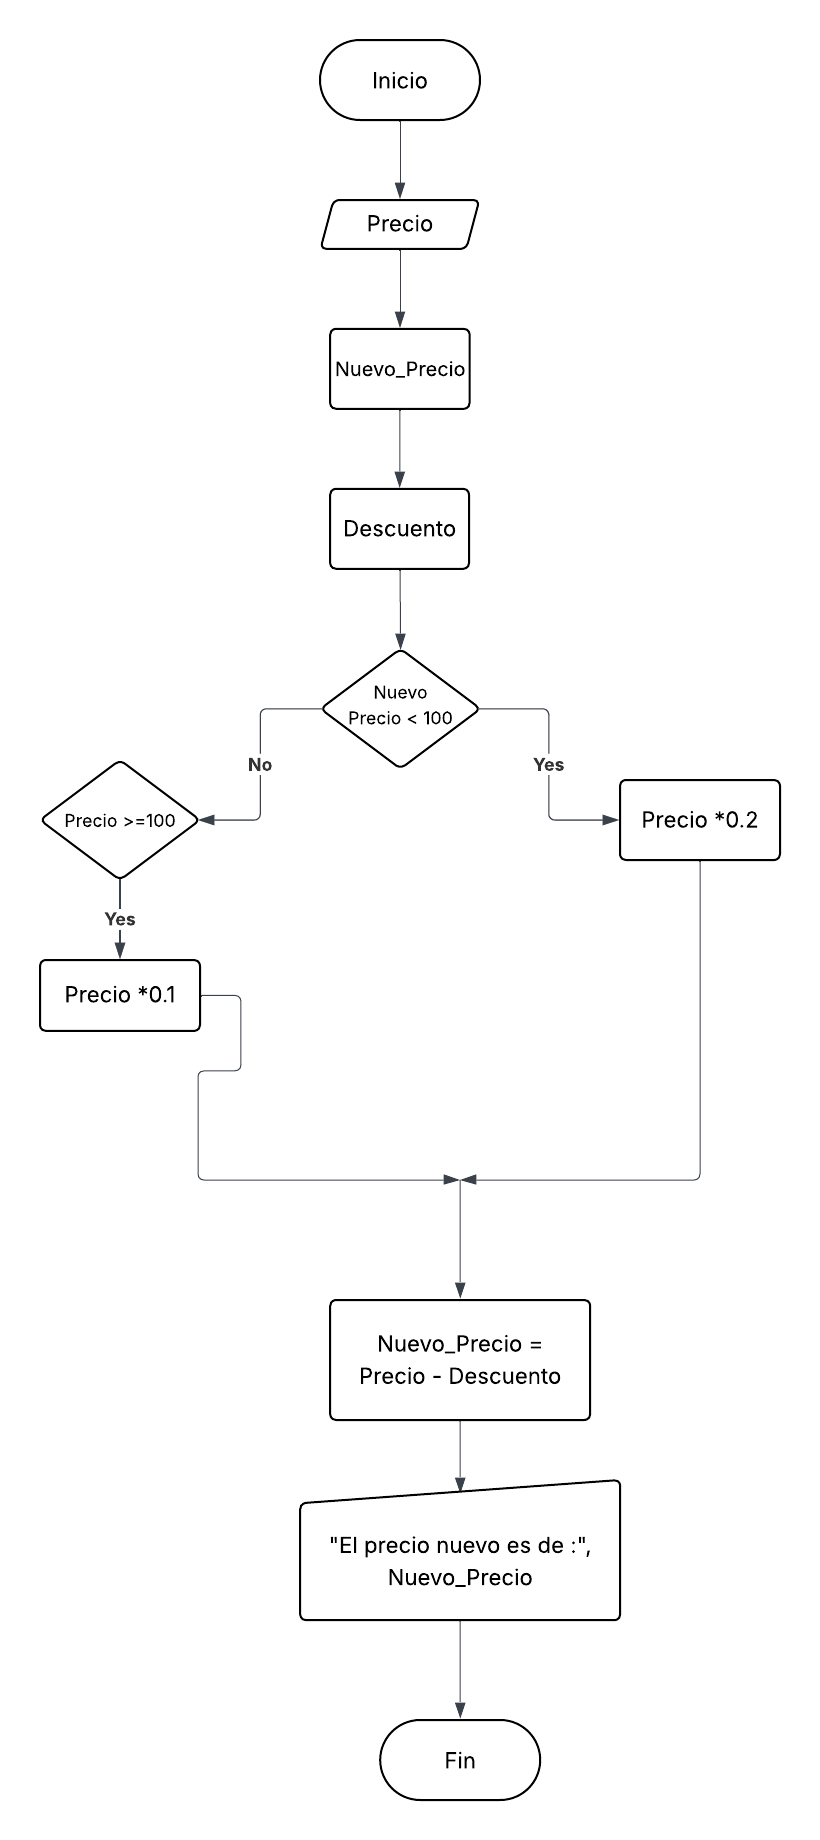 Inicio
Precio
Nuevo_Precio
Descuento
Nuevo
Precio < 100
No
Yes
Precio >=100
Precio *0.2
Yes
Precio *0.1
Nuevo_Precio =
Precio - Descuento
"El precio nuevo es de :",
Nuevo_Precio
Fin